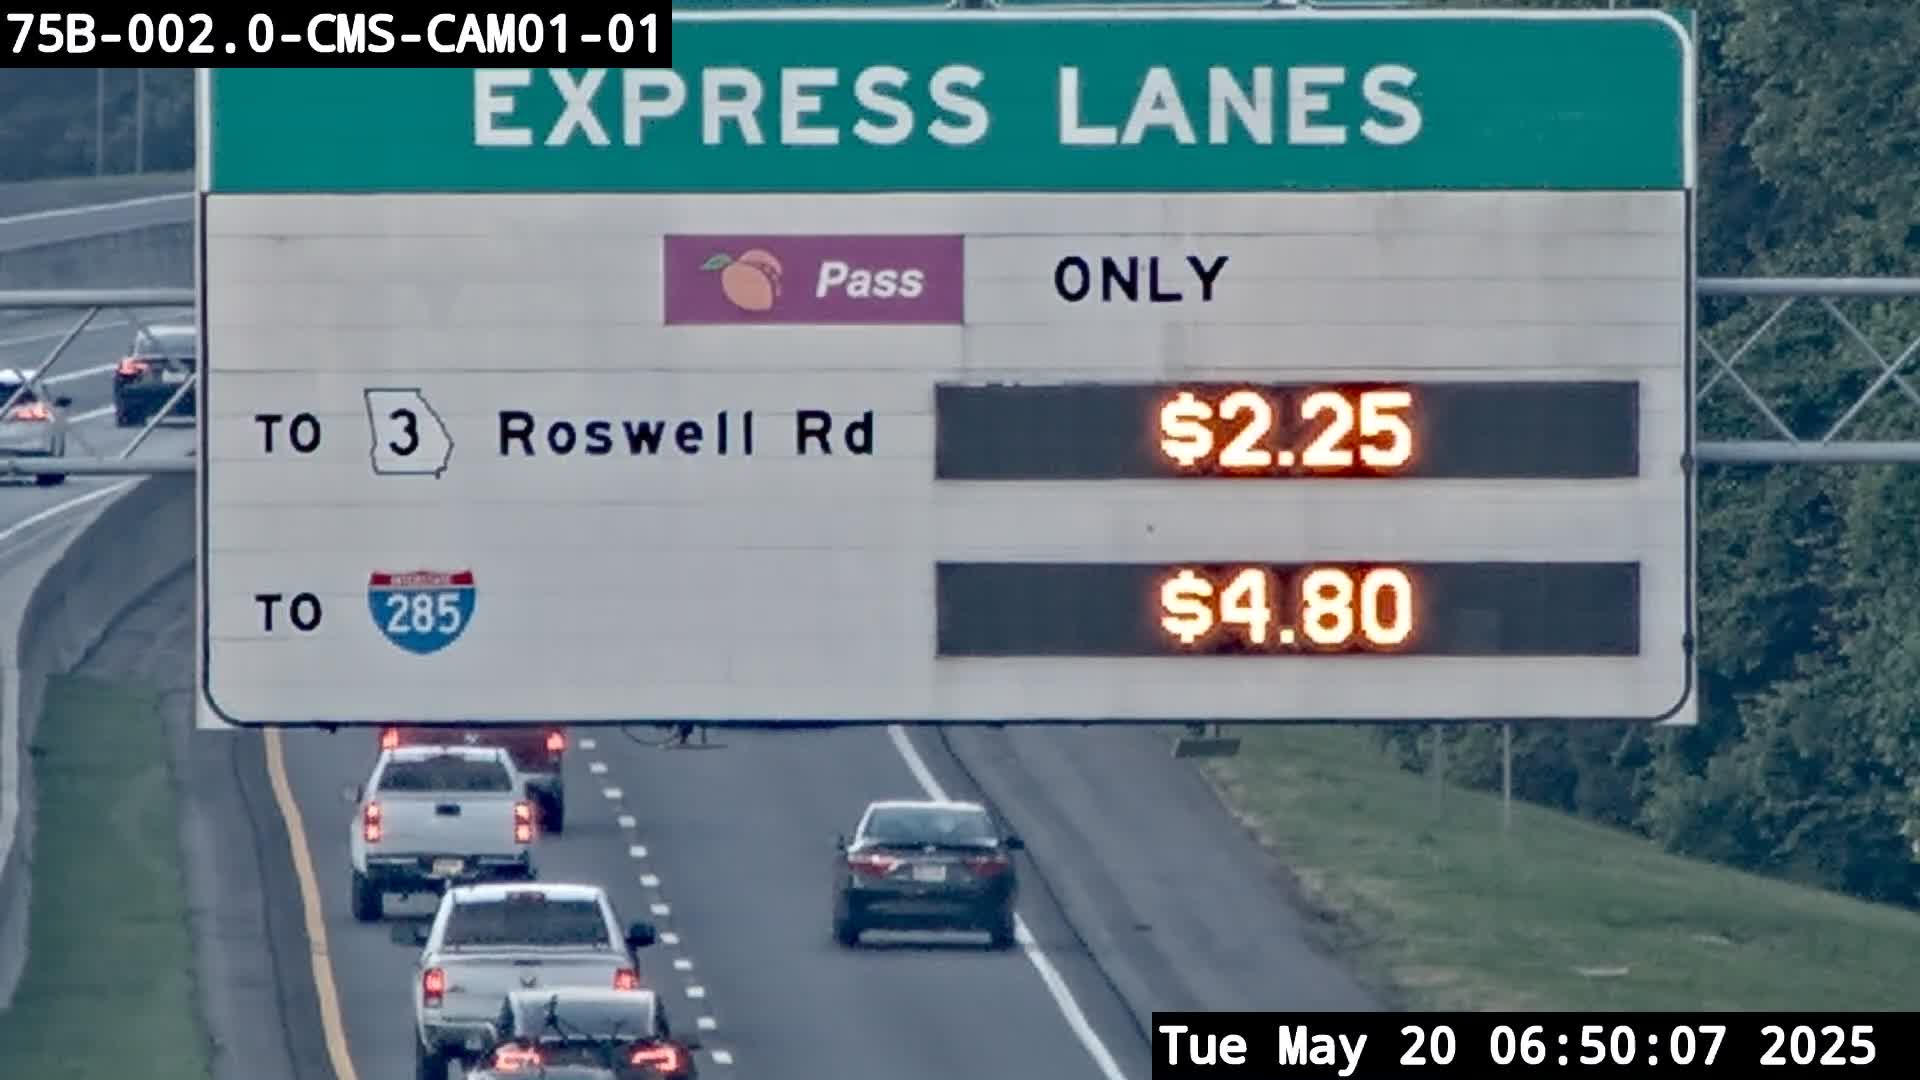 75B-002.0-CMS-CAM01-01
EXPRESS LANES
Pass ONLY
TO 3 Roswell Rd $2.25
INTERSTATE
TO 285 $4.80
Tue May 20 06:50:07 2025